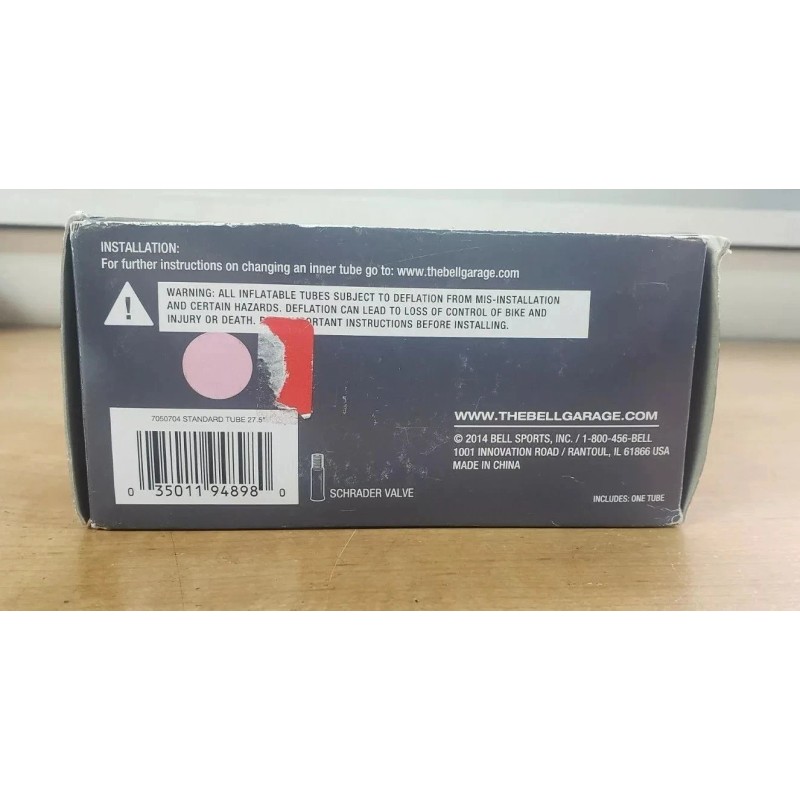 INSTALLATION:
For further instructions on changing an inner tube go to: www.thebellgarage.com
WARNING: ALL INFLATABLE TUBES SUBJECT TO DEFLATION FROM MIS-INSTALLATION
AND CERTAIN HAZARDS. DEFLATION CAN LEAD TO LOSS OF CONTROL OF BIKE AND
INJURY OR DEATH. INSTRUCTIONS BEFORE INSTALLING.
7050704 STANDARD TUBE 27.5"
0 35011 94898 0
SCHRADER VALVE
WWW.THEBELLGARAGE.COM
© 2014 BELL SPORTS, INC. / 1-800-456-BELL
1001 INNOVATION ROAD / RANTOUL, IL 61866 USA
MADE IN CHINA
INCLUDES: ONE TUBE